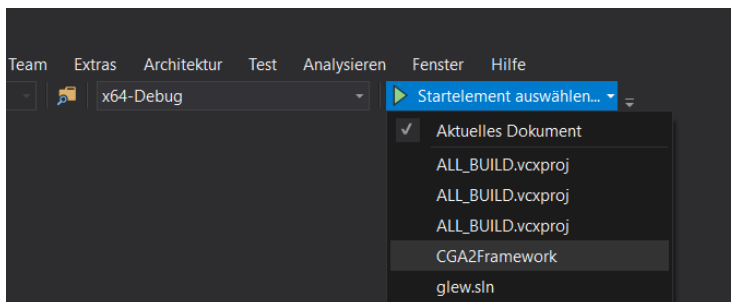 Team Extras Architektur Test Analysieren Fenster Hilfe
x64-Debug Startelement auswählen...
Aktuelles Dokument
ALL_BUILD.vcxproj
ALL_BUILD.vcxproj
ALL_BUILD.vcxproj
CGA2Framework
glew.sln